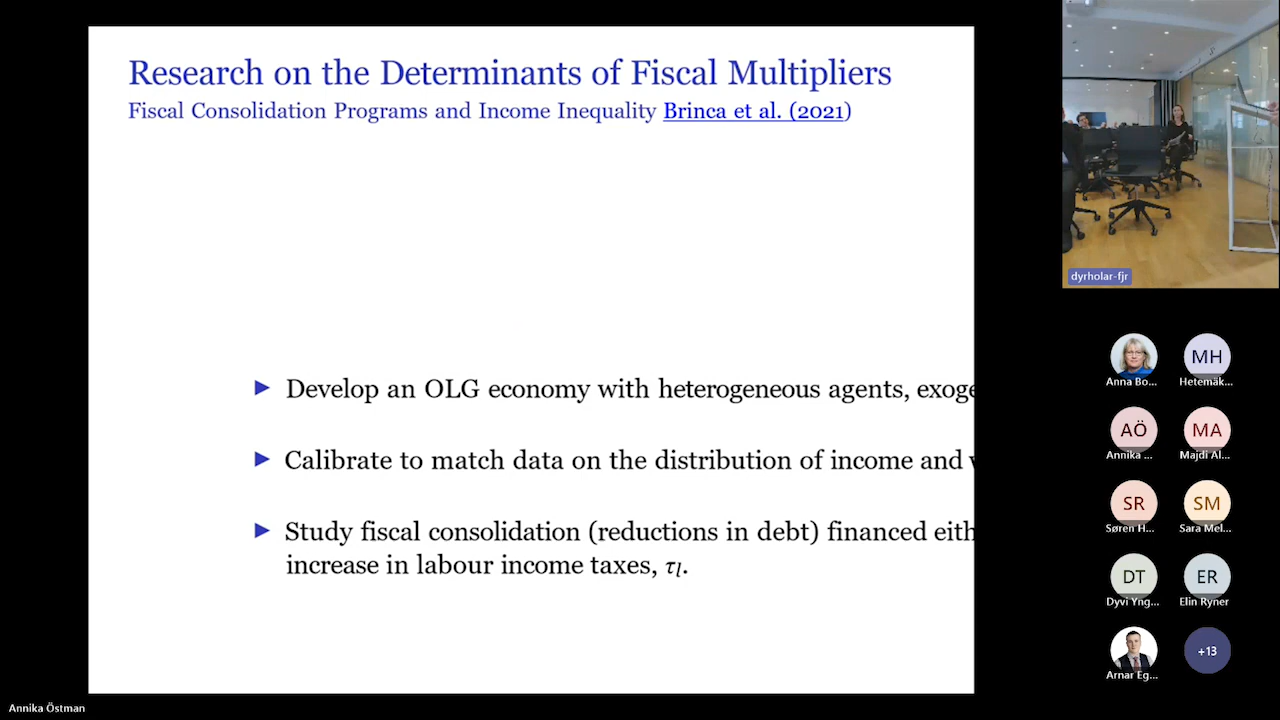 Research on the Determinants of Fiscal Multipliers
Fiscal Consolidation Programs and Income Inequality Brinca et al. (2021)
► Develop an OLG economy with heterogeneous agents, exoge
► Calibrate to match data on the distribution of income and
► Study fiscal consolidation (reductions in debt) financed eith
increase in labour income taxes, τl.
dyrholar-fjr
MH
Anna Bo...
Hetemäk...
AÖ
MA
Annika ...
Majdi Al...
SR
SM
Søren H...
Sara Mel...
DT
ER
Dyvi Yng...
Elin Ryner
+13
Arnar Eg...
Annika Östman